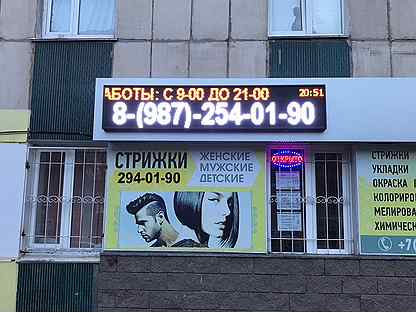 АБОТЫ: С 9-00 ДО 21-00 20:51
8-(987)-254-01-90
СТРИЖКИ
294-01-90
ЖЕНСКИЕ
МУЖСКИЕ
ДЕТСКИЕ
ОТКРЫТО
СТРИЖКИ
УКЛАДКИ
ОКРАСКА
КОЛОРИРО
МЕЛИРОВА
ХИМИЧЕСК
+7(